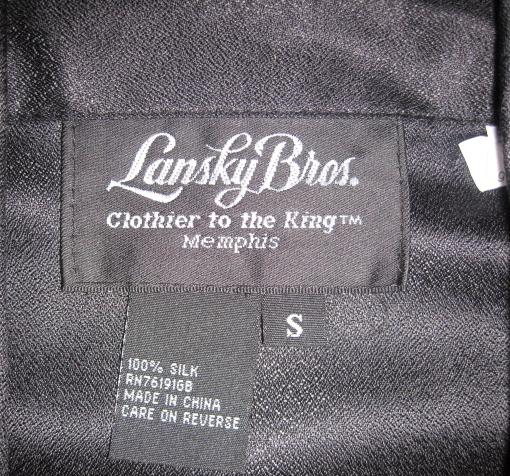 Lansky Bros.
Clothier to the King™
Memphis
S
100% SILK
RN76191GB
MADE IN CHINA
CARE ON REVERSE